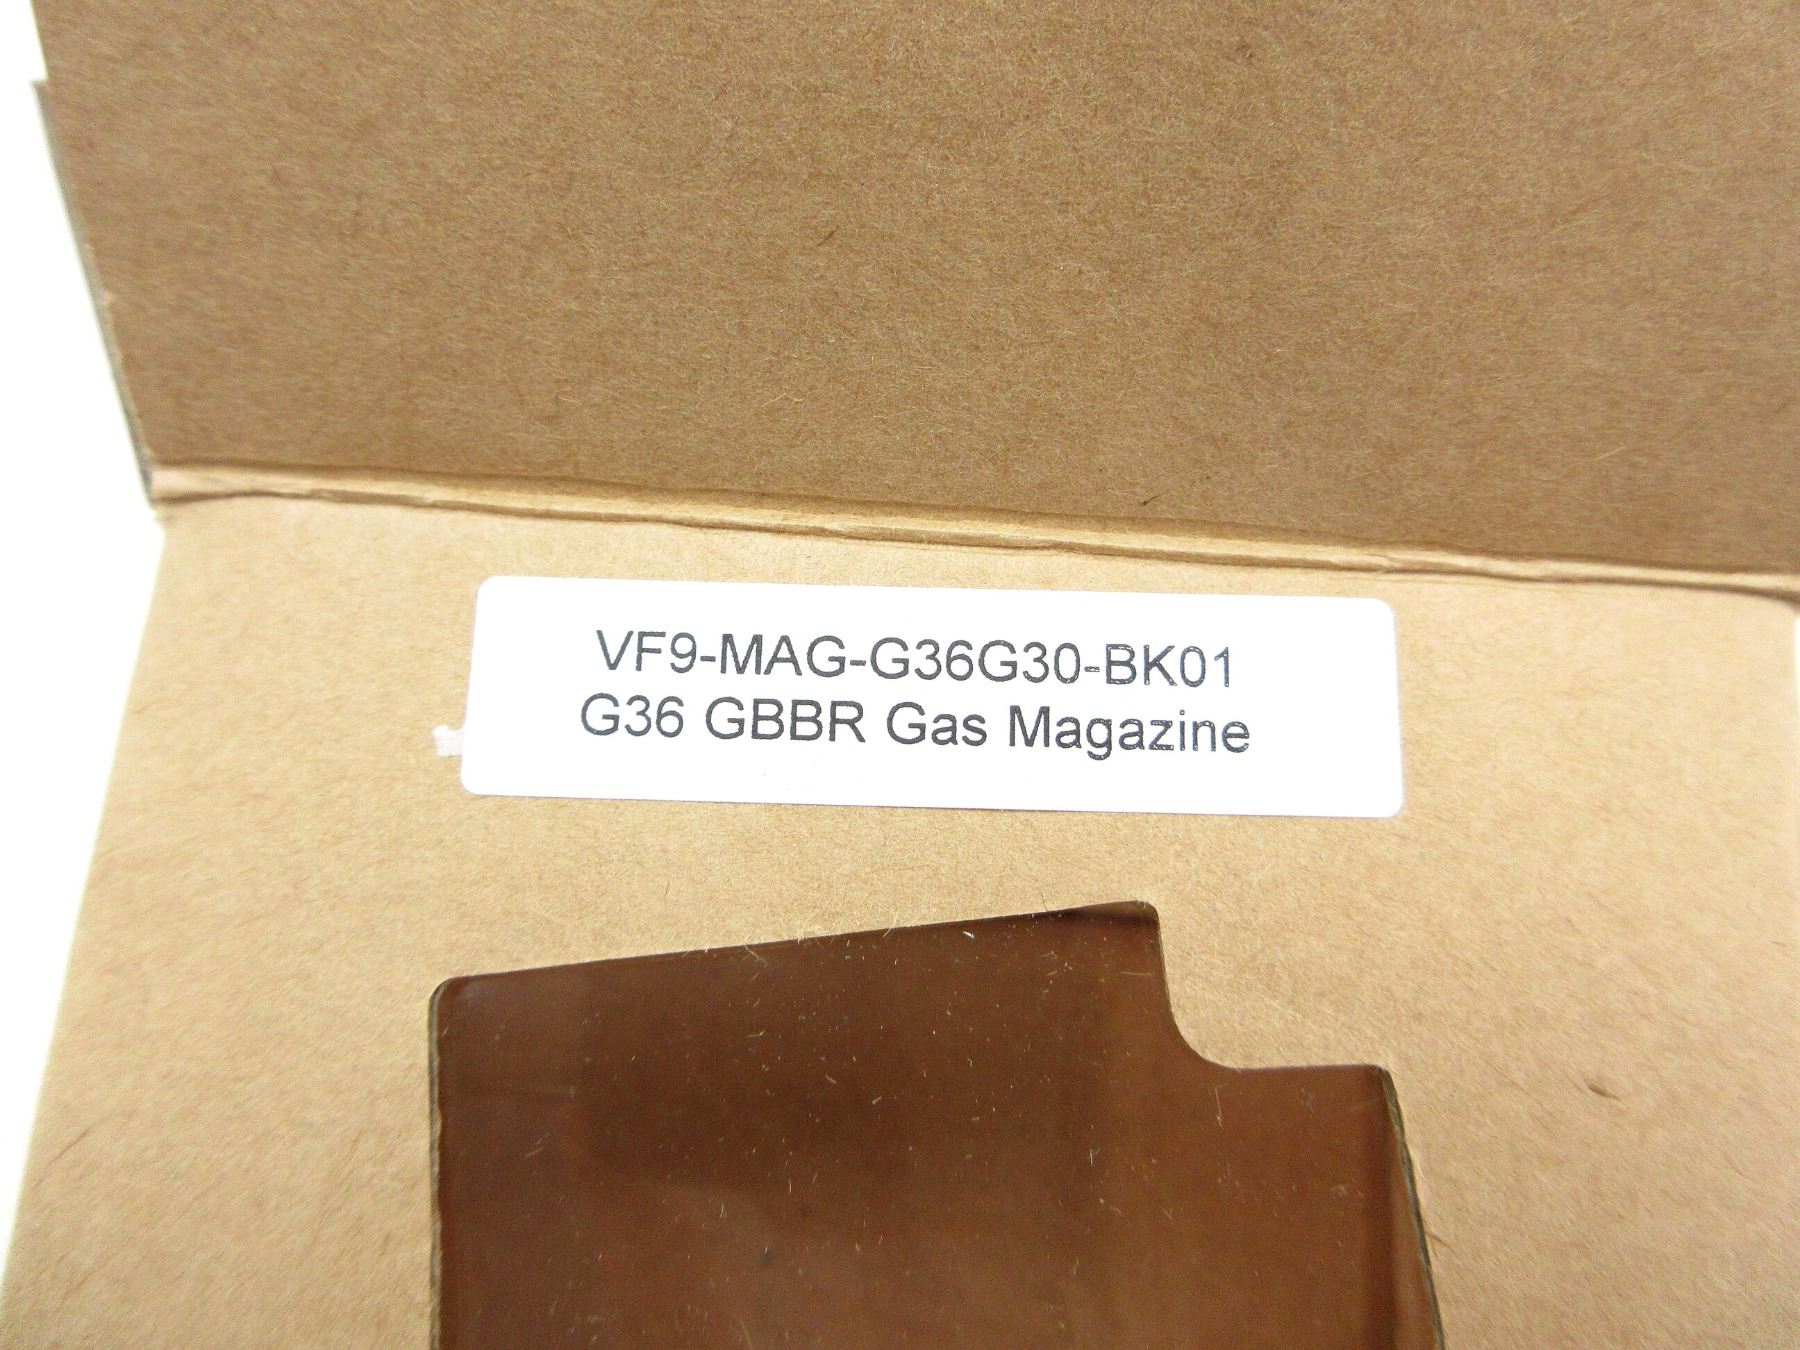 VF9-MAG-G36G30-BK01
G36 GBBR Gas Magazine